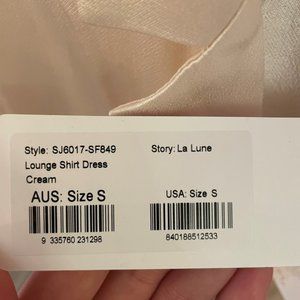 Style: SJ6017-SF849
Story: La Lune
Lounge Shirt Dress
Cream
AUS: Size S
USA: Size S
9 335760 231298
840188512533